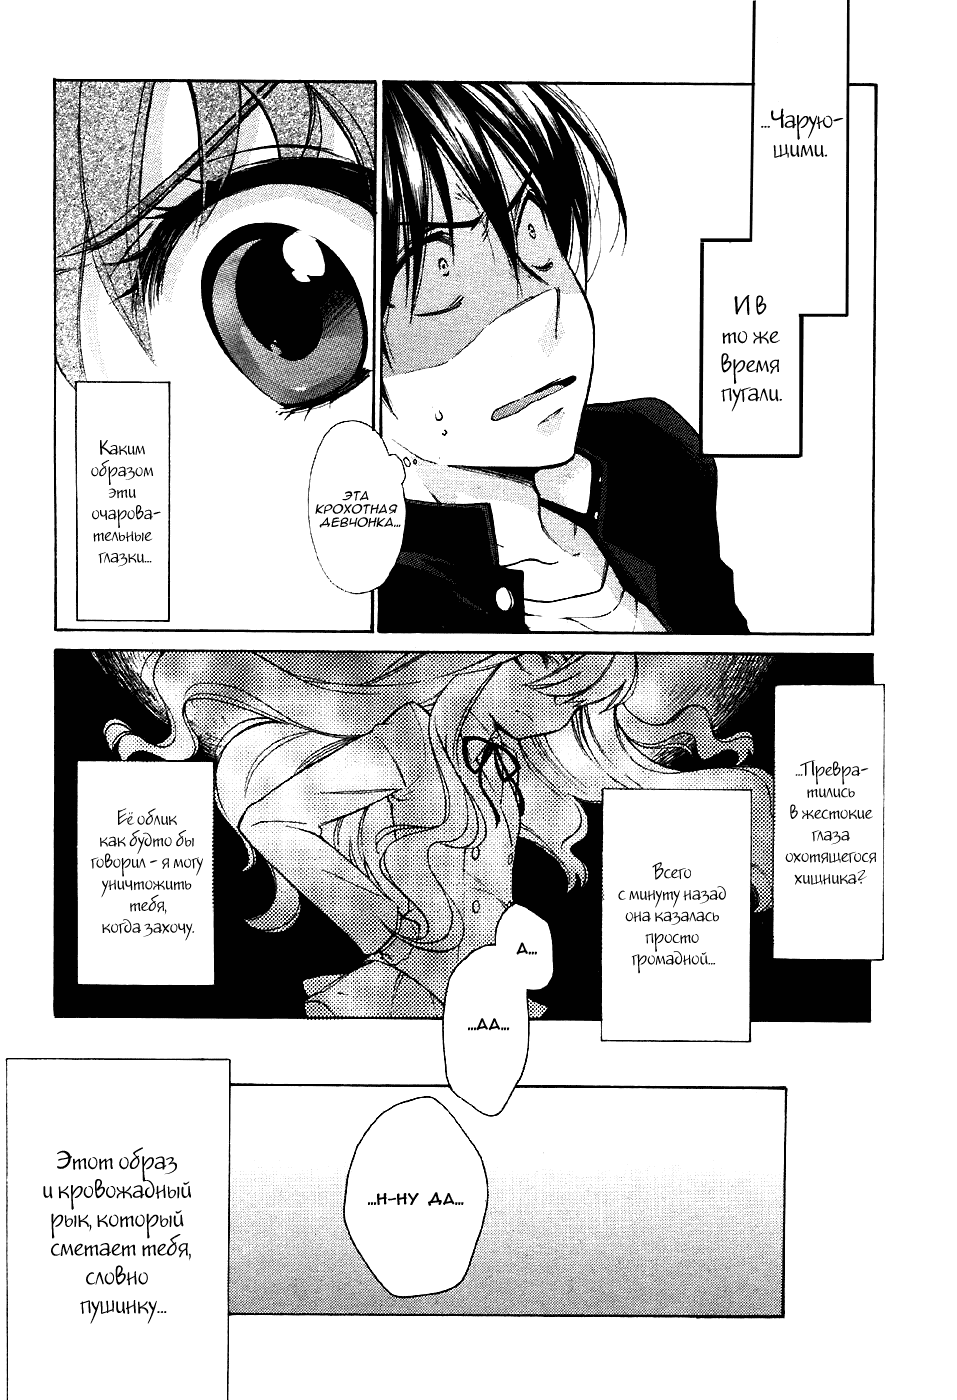 ...Чарую-
щими.
И в
то же
время
пугали.
ЭТА
КРОХОТНАЯ
ДЕВЧОНКА...
Каким
образом
эти
очарова-
тельные
глазки...
...Превра-
тились
в жестокие
глаза
охотящегося
хищника?
Всего
с минуту назад
она казалась
просто
громадной...
Её облик
как будто бы
говорил - я могу
уничтожить
тебя,
когда захочу.
Д...
...ДА...
...Н-НУ ДА...
Этот образ
и кровожадный
рык, который
сметает тебя,
словно
пушинку...